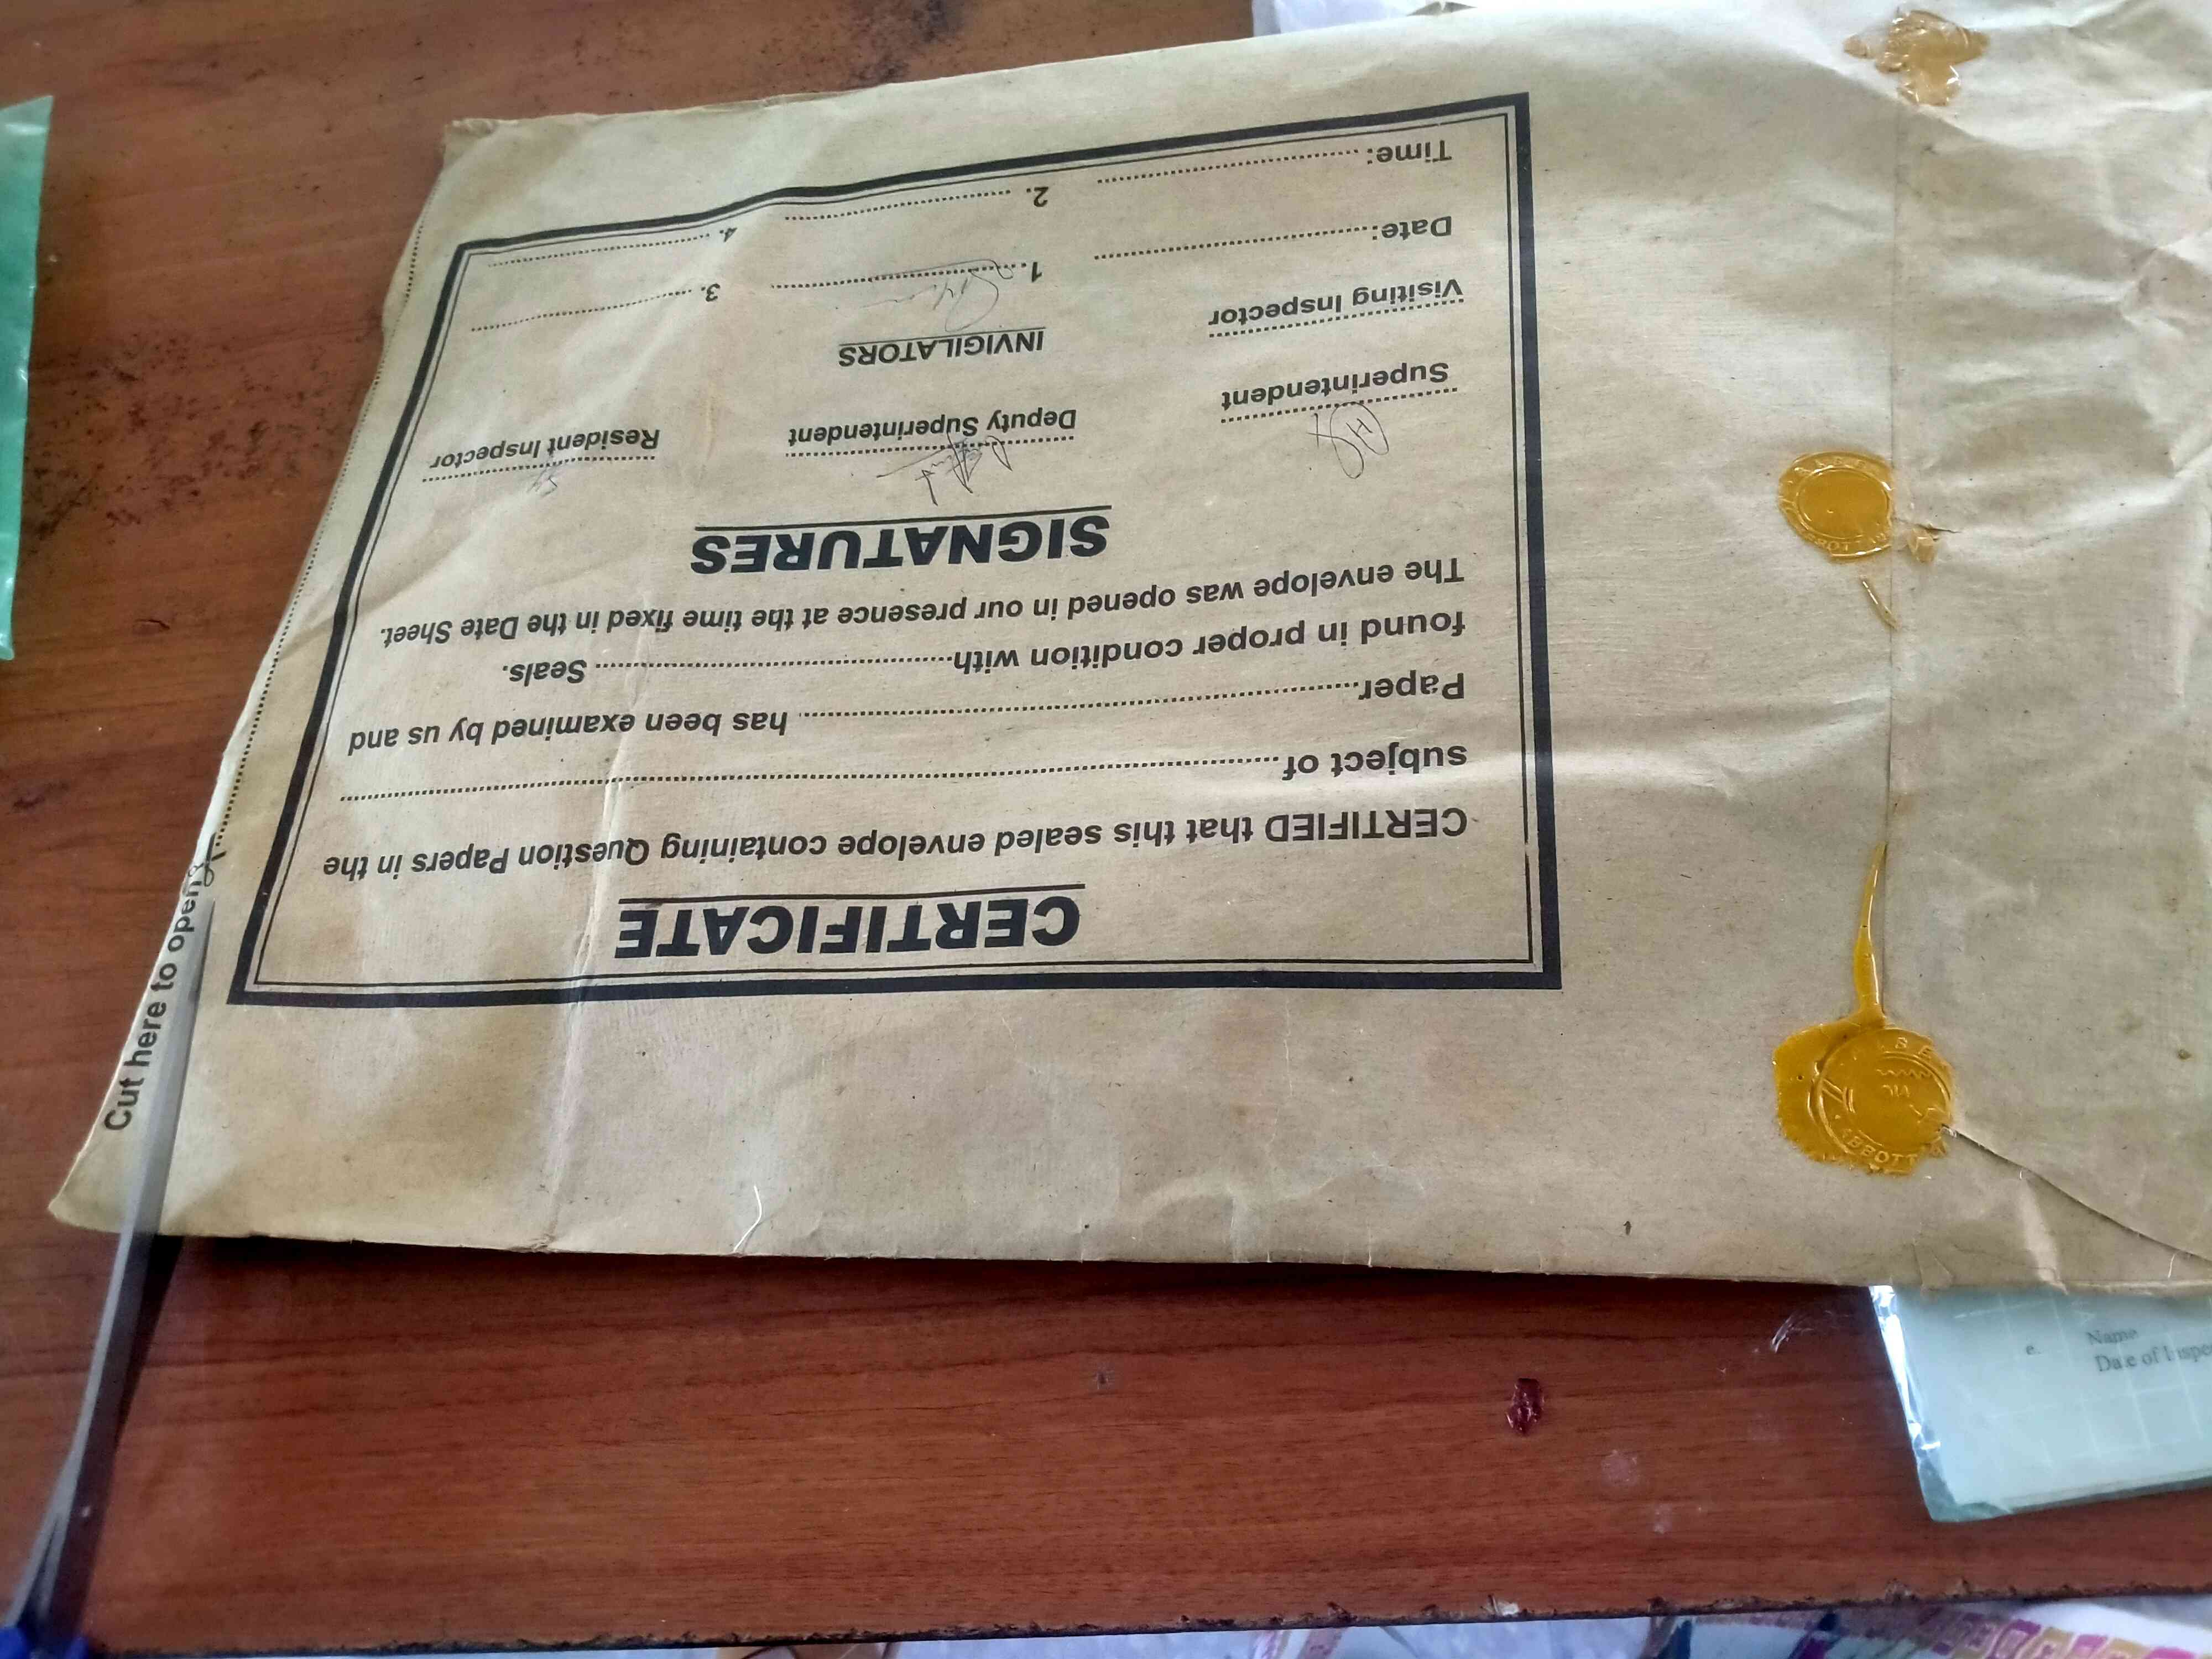 CERTIFICATE
CERTIFIED that this sealed envelope containing Question Papers in the
subject of
Paper has been examined by us and
found in proper condition with Seals.
The envelope was opened in our presence at the time fixed in the Date Sheet.
SIGNATURES
Superintendent
Deputy Superintendent
Resident Inspector
Visiting Inspector
INVIGILATORS
Date:
1.
3.
Time:
2.
4.
Cut here to open
e. Name
Date of